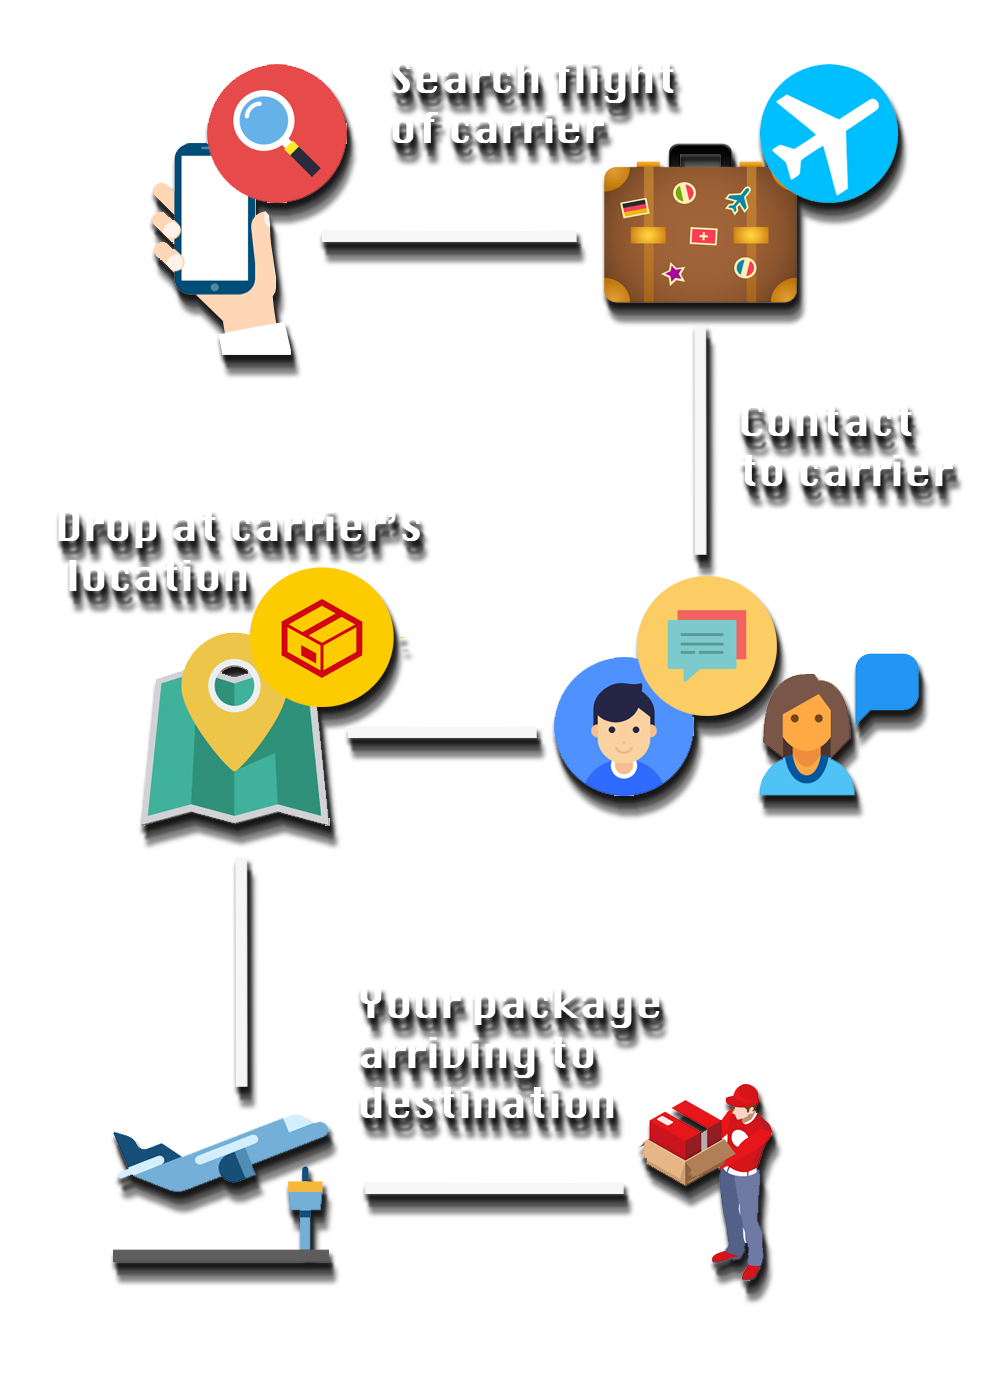 Search flight
of carrier
Contact
to carrier
Drop at carrier's
location
Your package
arriving to
destination